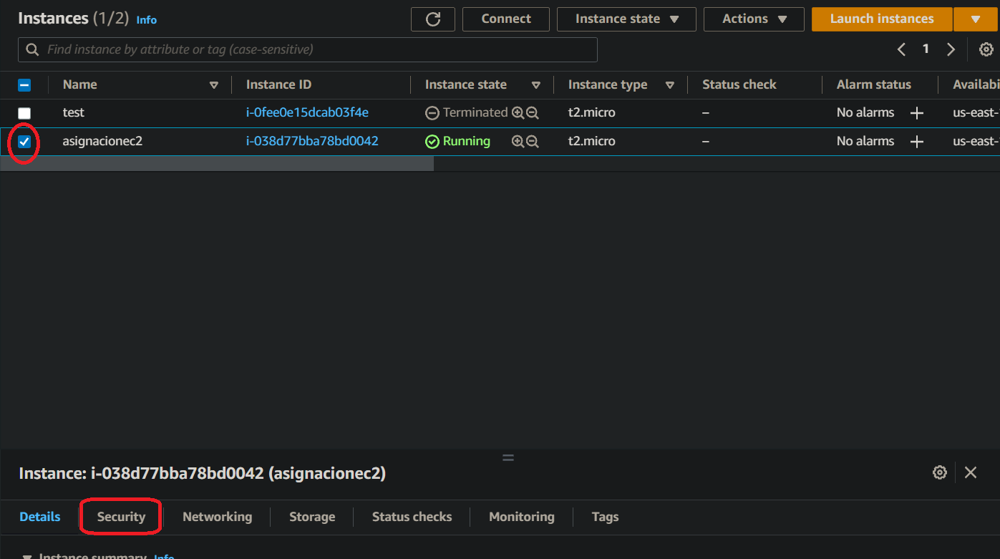 Instances (1/2) Info Connect Instance state Actions Launch instances
Find instance by attribute or tag (case-sensitive) 1
Name Instance ID Instance state Instance type Status check Alarm status Availabi
test i-0fee0e15dcab03f4e Terminated t2.micro – No alarms + us-east-
asignacionec2 i-038d77bba78bd0042 Running t2.micro – No alarms + us-east-
Instance: i-038d77bba78bd0042 (asignacionec2)
Details Security Networking Storage Status checks Monitoring Tags
Instance summary Info